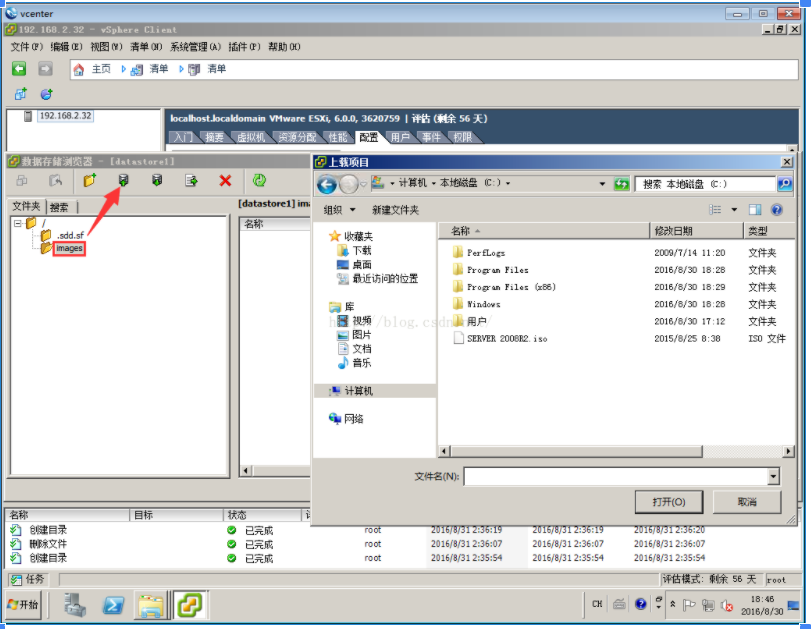 vcenter
192.168.2.32 - vSphere Client
文件(F) 编辑(E) 视图(V) 清单(N) 系统管理(A) 插件(P) 帮助(H)
主页 清单 清单
192.168.2.32
localhost.localdomain VMware ESXi, 6.0.0, 3620759 | 评估 (剩余 56 天)
入门 摘要 虚拟机 资源分配 性能 配置 用户 事件 权限
数据存储浏览器 - [datastore1]
文件夹 搜索
[datastore1] ima
/
.sdd.sf
images
名称
上载项目
计算机 本地磁盘 (C:)
搜索 本地磁盘 (C:)
组织 新建文件夹
收藏夹
下载
桌面
最近访问的位置
库
视频
图片
文档
音乐
计算机
网络
名称 修改日期 类型
PerfLogs 2009/7/14 11:20 文件夹
Program Files 2016/8/30 18:28 文件夹
Program Files (x86) 2016/8/30 18:29 文件夹
Windows 2016/8/30 18:28 文件夹
用户 2016/8/30 17:12 文件夹
SERVER 2008R2.iso 2015/8/25 8:38 ISO 文件
文件名(N):
打开(O) 取消
名称 目标 状态
创建目录 已完成 root 2016/8/31 2:36:19 2016/8/31 2:36:19 2016/8/31 2:36:20
删除文件 已完成 root 2016/8/31 2:36:07 2016/8/31 2:36:07 2016/8/31 2:36:07
创建目录 已完成 root 2016/8/31 2:35:54 2016/8/31 2:35:54 2016/8/31 2:35:54
任务 评估模式: 剩余 56 天 root
开始 CH 18:46
2016/8/30